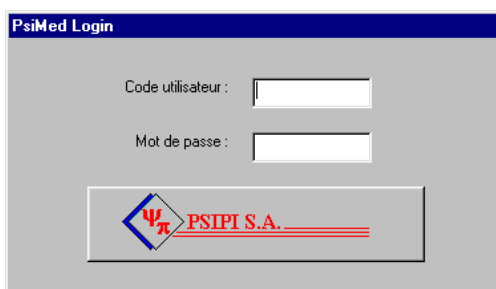 PsiMed Login
Code utilisateur :
Mot de passe :
Ψπ PSIPI S.A.